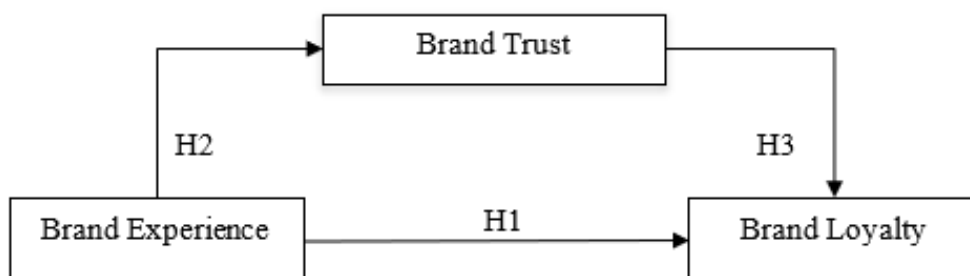 Brand Trust
H2
H3
Brand Experience
H1
Brand Loyalty